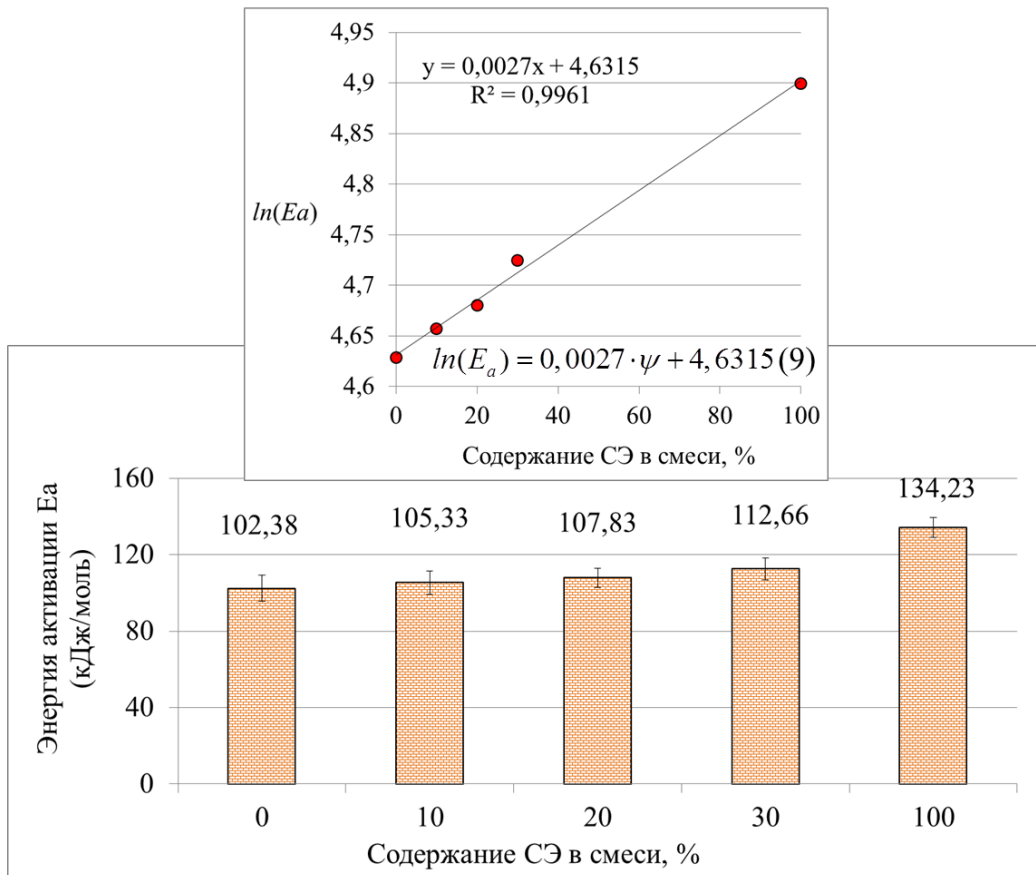 4,95
4,9
4,85
4,8
4,75
4,7
4,65
4,6
y = 0,0027x + 4,6315
R² = 0,9961
ln(Ea)
ln(E_a) = 0,0027·ψ + 4,6315 (9)
0 20 40 60 80 100
Содержание СЭ в смеси, %
160
120
80
40
0
Энергия активации Ea
(кДж/моль)
102,38 105,33 107,83 112,66 134,23
0 10 20 30 100
Содержание СЭ в смеси, %